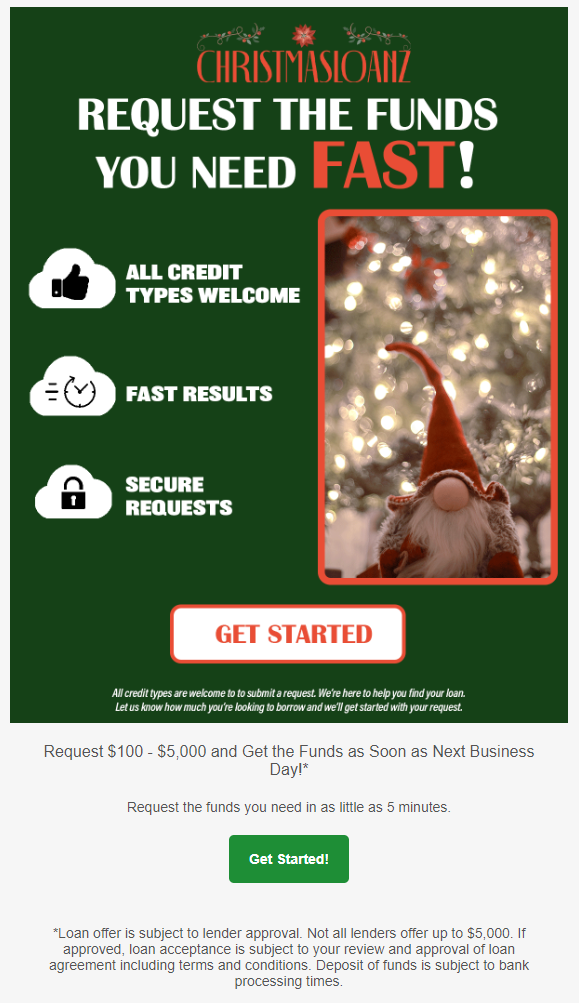 CHRISTMASLOANZ
REQUEST THE FUNDS
YOU NEED FAST!
ALL CREDIT
TYPES WELCOME
FAST RESULTS
SECURE
REQUESTS
GET STARTED
All credit types are welcome to to submit a request. We're here to help you find your loan.
Let us know how much you're looking to borrow and we'll get started with your request.
Request $100 - $5,000 and Get the Funds as Soon as Next Business
Day!*
Request the funds you need in as little as 5 minutes.
Get Started!
*Loan offer is subject to lender approval. Not all lenders offer up to $5,000. If
approved, loan acceptance is subject to your review and approval of loan
agreement including terms and conditions. Deposit of funds is subject to bank
processing times.